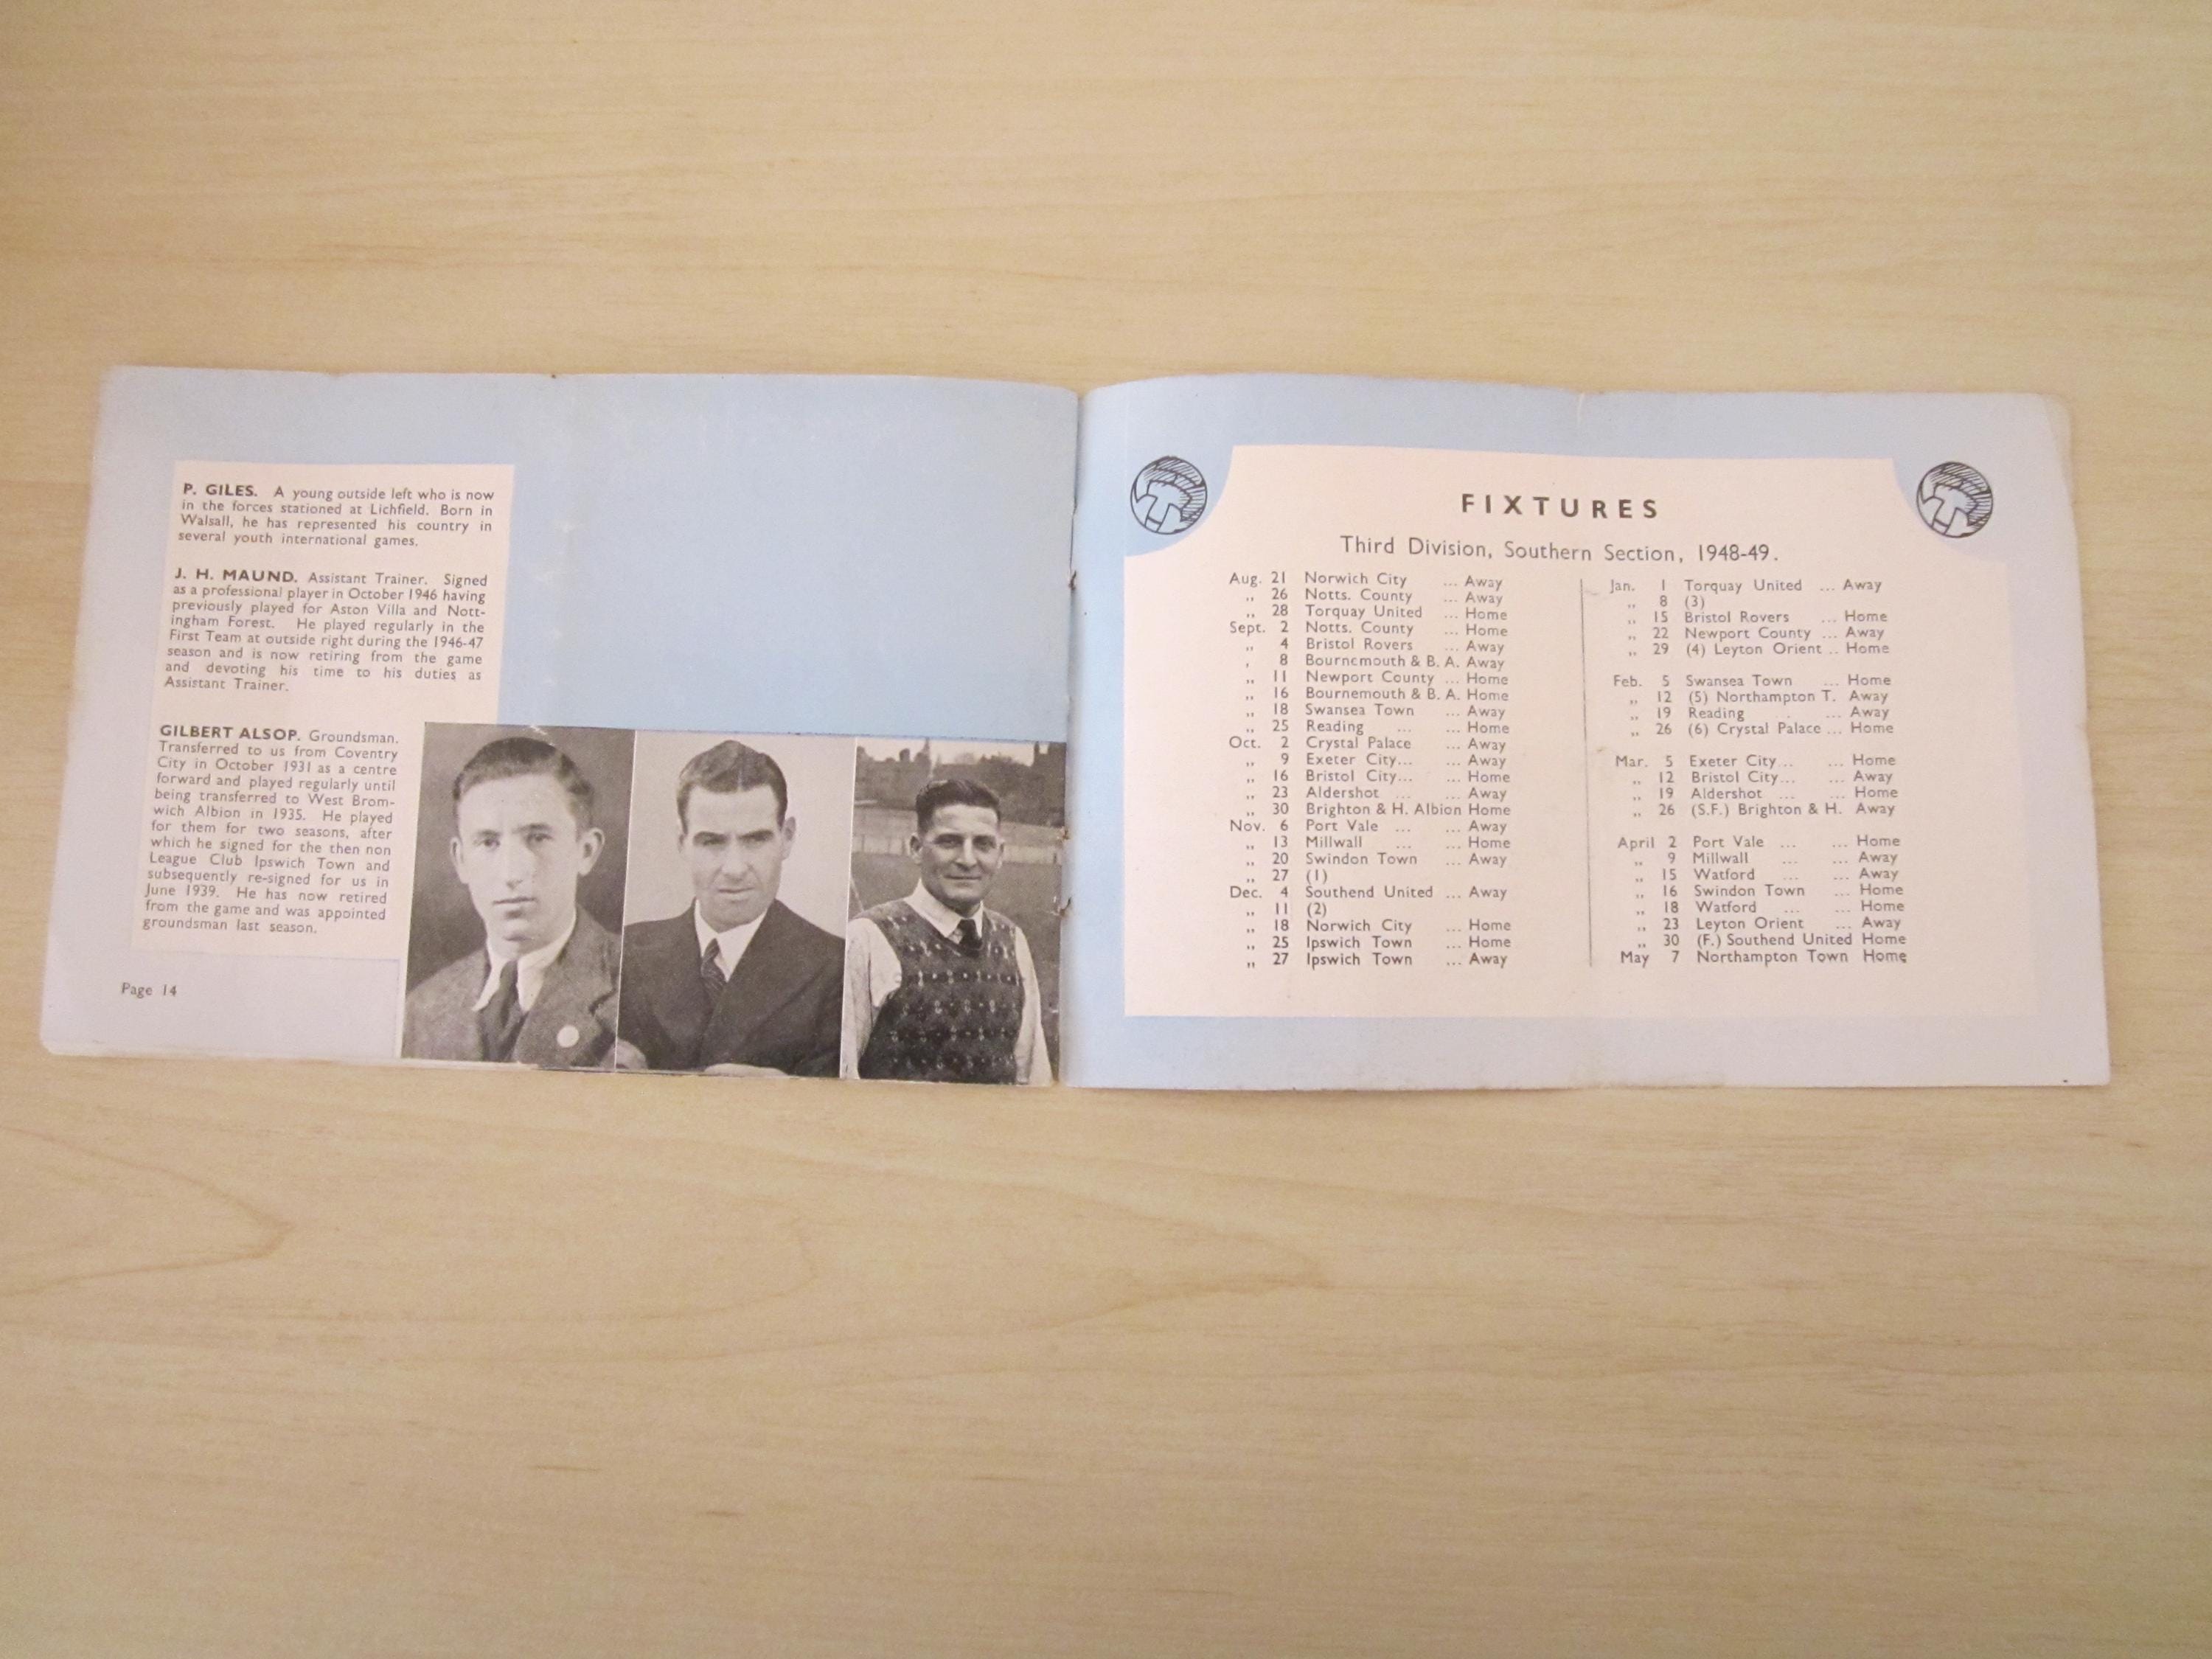 P. GILES. A young outside left who is now
in the forces stationed at Lichfield. Born in
Walsall, he has represented his country in
several youth international games.
J. H. MAUND. Assistant Trainer. Signed
as a professional player in October 1946 having
previously played for Aston Villa and Nott-
ingham Forest. He played regularly in the
First Team at outside right during the 1946-47
season and is now retiring from the game
and devoting his time to his duties as
Assistant Trainer.
GILBERT ALSOP. Groundsman.
Transferred to us from Coventry
City in October 1931 as a centre
forward and played regularly until
being transferred to West Brom-
wich Albion in 1935. He played
for them for two seasons, after
which he signed for the then non
League Club Ipswich Town and
subsequently re-signed for us in
June 1939. He has now retired
from the game and was appointed
groundsman last season.
Page 14
FIXTURES
Third Division, Southern Section, 1948-49.
Aug. 21 Norwich City ... Away
,, 26 Notts. County ... Away
,, 28 Torquay United ... Home
Sept. 2 Notts. County ... Home
,, 4 Bristol Rovers ... Away
, 8 Bournemouth & B. A. Away
,, 11 Newport County ... Home
,, 16 Bournemouth & B. A. Home
,, 18 Swansea Town ... Away
,, 25 Reading ... ... Home
Oct. 2 Crystal Palace ... Away
,, 9 Exeter City... ... Away
,, 16 Bristol City... ... Home
,, 23 Aldershot ... ... Away
,, 30 Brighton & H. Albion Home
Nov. 6 Port Vale ... ... Away
,, 13 Millwall ... ... Home
,, 20 Swindon Town ... Away
,, 27 (1)
Dec. 4 Southend United ... Away
,, 11 (2)
,, 18 Norwich City ... Home
,, 25 Ipswich Town ... Home
,, 27 Ipswich Town ... Away
Jan. 1 Torquay United ... Away
,, 8 (3)
,, 15 Bristol Rovers ... Home
,, 22 Newport County ... Away
,, 29 (4) Leyton Orient .. Home
Feb. 5 Swansea Town ... Home
,, 12 (5) Northampton T. Away
,, 19 Reading ... Away
,, 26 (6) Crystal Palace ... Home
Mar. 5 Exeter City... ... Home
,, 12 Bristol City... ... Away
,, 19 Aldershot ... ... Home
,, 26 (S.F.) Brighton & H. Away
April 2 Port Vale ... ... Home
,, 9 Millwall ... ... Away
,, 15 Watford ... ... Away
,, 16 Swindon Town ... Home
,, 18 Watford ... ... Home
,, 23 Leyton Orient ... Away
,, 30 (F.) Southend United Home
May 7 Northampton Town Home